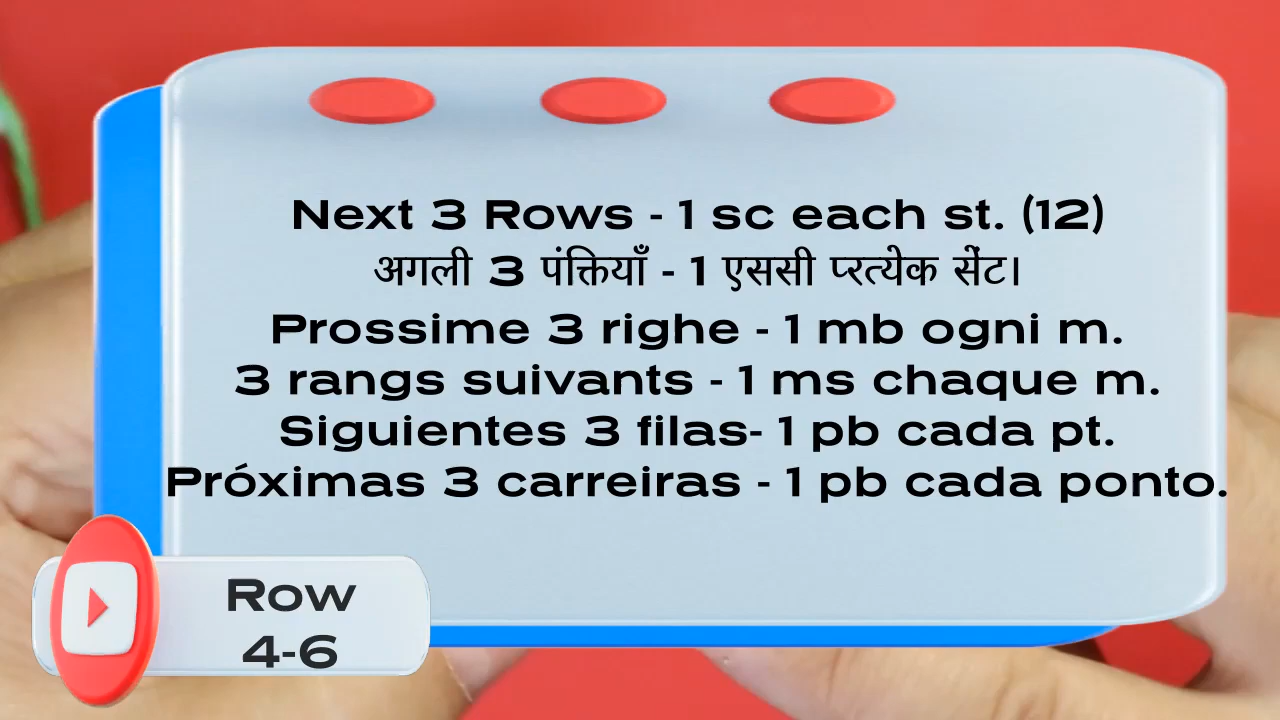 Next 3 Rows - 1 sc each st. (12)
अगली 3 पंक्तियाँ - 1 एससी प्रत्येक सेंट।
Prossime 3 righe - 1 mb ogni m.
3 rangs suivants - 1 ms chaque m.
Siguientes 3 filas- 1 pb cada pt.
Próximas 3 carreiras - 1 pb cada ponto.
Row
4-6